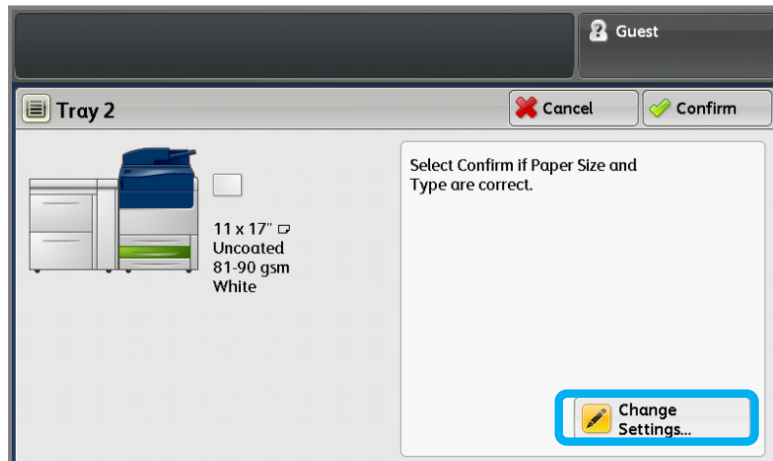 Guest
Tray 2
Cancel
Confirm
Select Confirm if Paper Size and
Type are correct.
11 x 17"
Uncoated
81-90 gsm
White
Change
Settings...